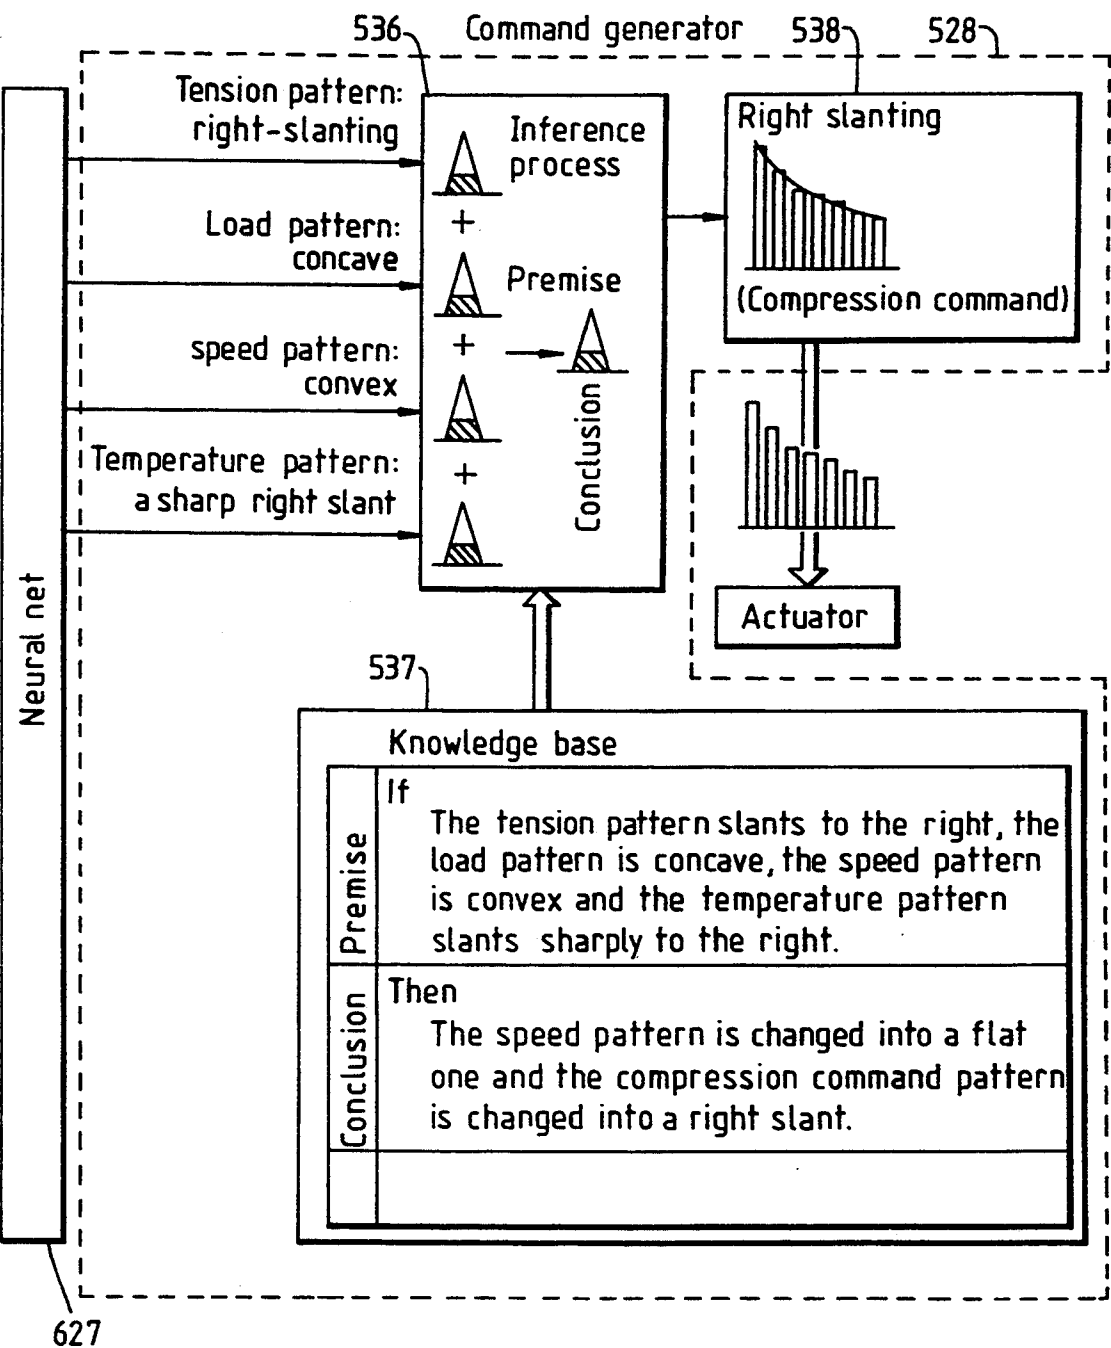 536
Command generator
538
528
Tension pattern:
right-slanting
Load pattern:
concave
speed pattern:
convex
Temperature pattern:
a sharp right slant
Neural net
627
Inference
process
+
Premise
+
+
Conclusion
Right slanting
(Compression command)
Actuator
537
Knowledge base
Premise
If
The tension pattern slants to the right, the
load pattern is concave, the speed pattern
is convex and the temperature pattern
slants sharply to the right.
Conclusion
Then
The speed pattern is changed into a flat
one and the compression command pattern
is changed into a right slant.